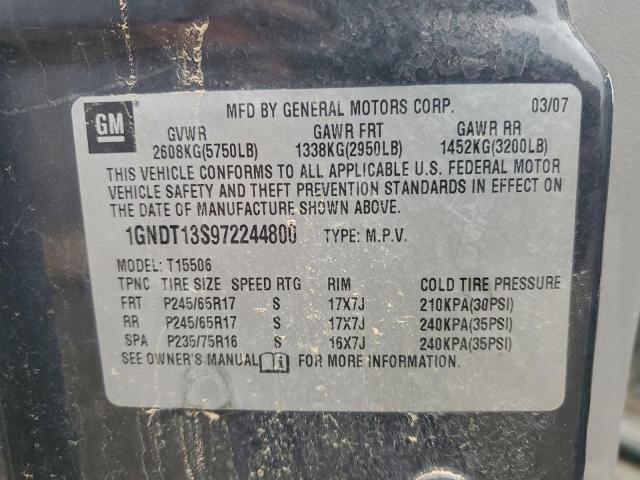 GM
MFD BY GENERAL MOTORS CORP. 03/07
GVWR GAWR FRT GAWR RR
2608KG(5750LB) 1338KG(2950LB) 1452KG(3200LB)
THIS VEHICLE CONFORMS TO ALL APPLICABLE U.S. FEDERAL MOTOR
VEHICLE SAFETY AND THEFT PREVENTION STANDARDS IN EFFECT ON
THE DATE OF MANUFACTURE SHOWN ABOVE.
1GNDT13S972244800 TYPE: M.P.V.
MODEL: T15506
TPNC TIRE SIZE SPEED RTG RIM COLD TIRE PRESSURE
FRT P245/65R17 S 17X7J 210KPA(30PSI)
RR P245/65R17 S 17X7J 240KPA(35PSI)
SPA P235/75R16 S 16X7J 240KPA(35PSI)
SEE OWNER'S MANUAL FOR MORE INFORMATION.